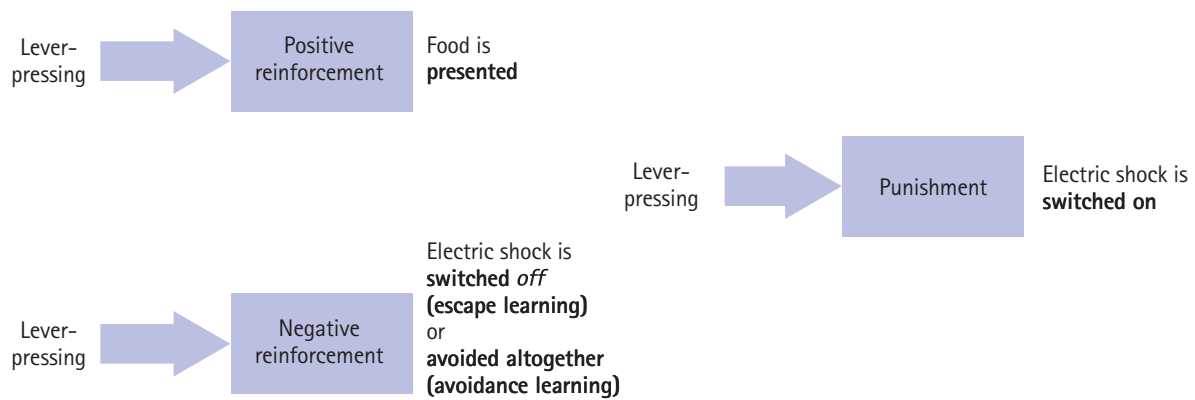 Lever-
pressing
Positive
reinforcement
Food is
presented
Lever-
pressing
Punishment
Electric shock is
switched on
Lever-
pressing
Negative
reinforcement
Electric shock is
switched off
(escape learning)
or
avoided altogether
(avoidance learning)